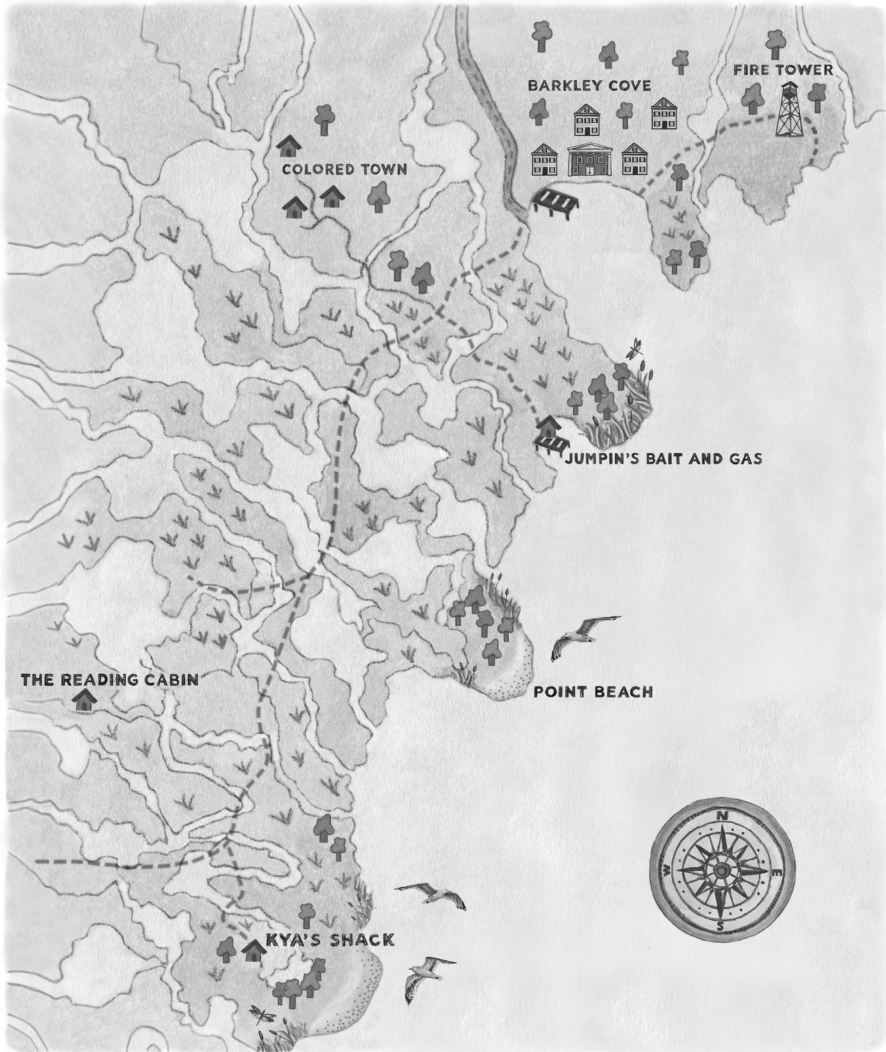 FIRE TOWER
BARKLEY COVE
COLORED TOWN
JUMPIN'S BAIT AND GAS
THE READING CABIN
POINT BEACH
N
W E
S
KYA'S SHACK